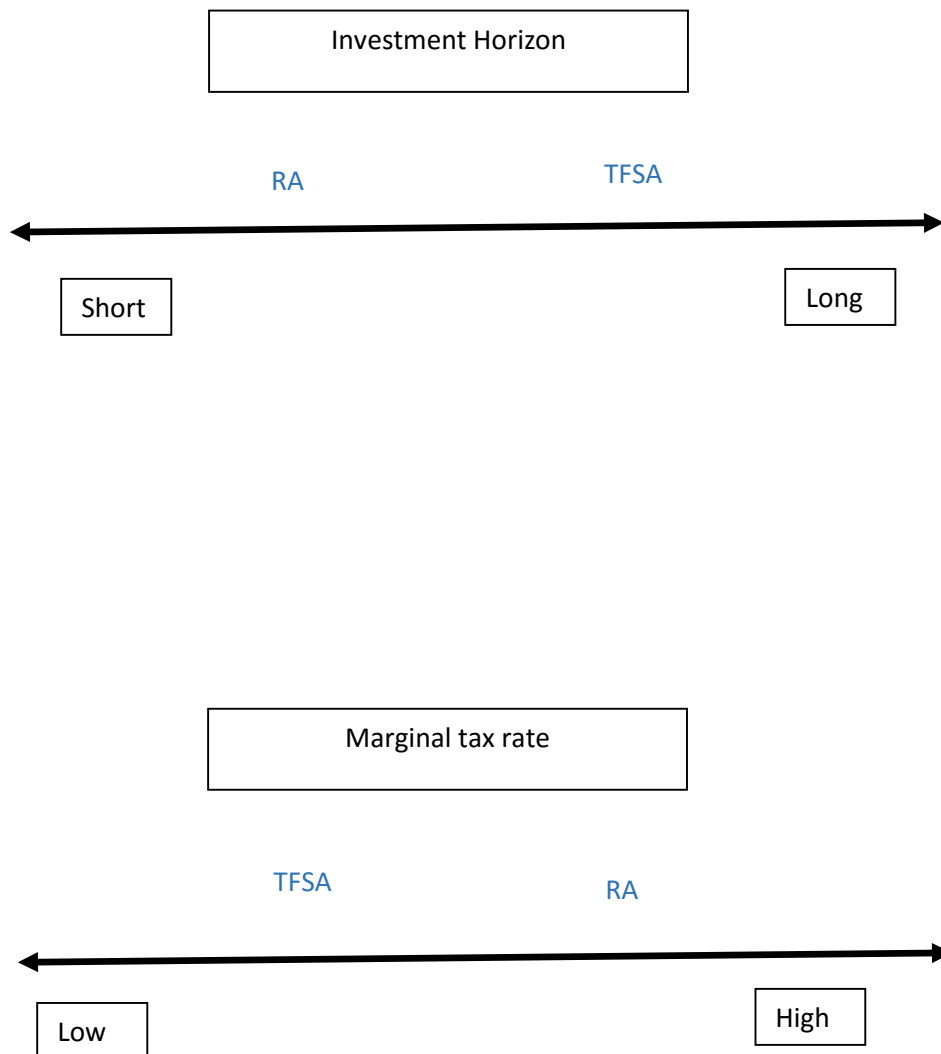 Investment Horizon
RA
TFSA
Short
Long
Marginal tax rate
TFSA
RA
Low
High